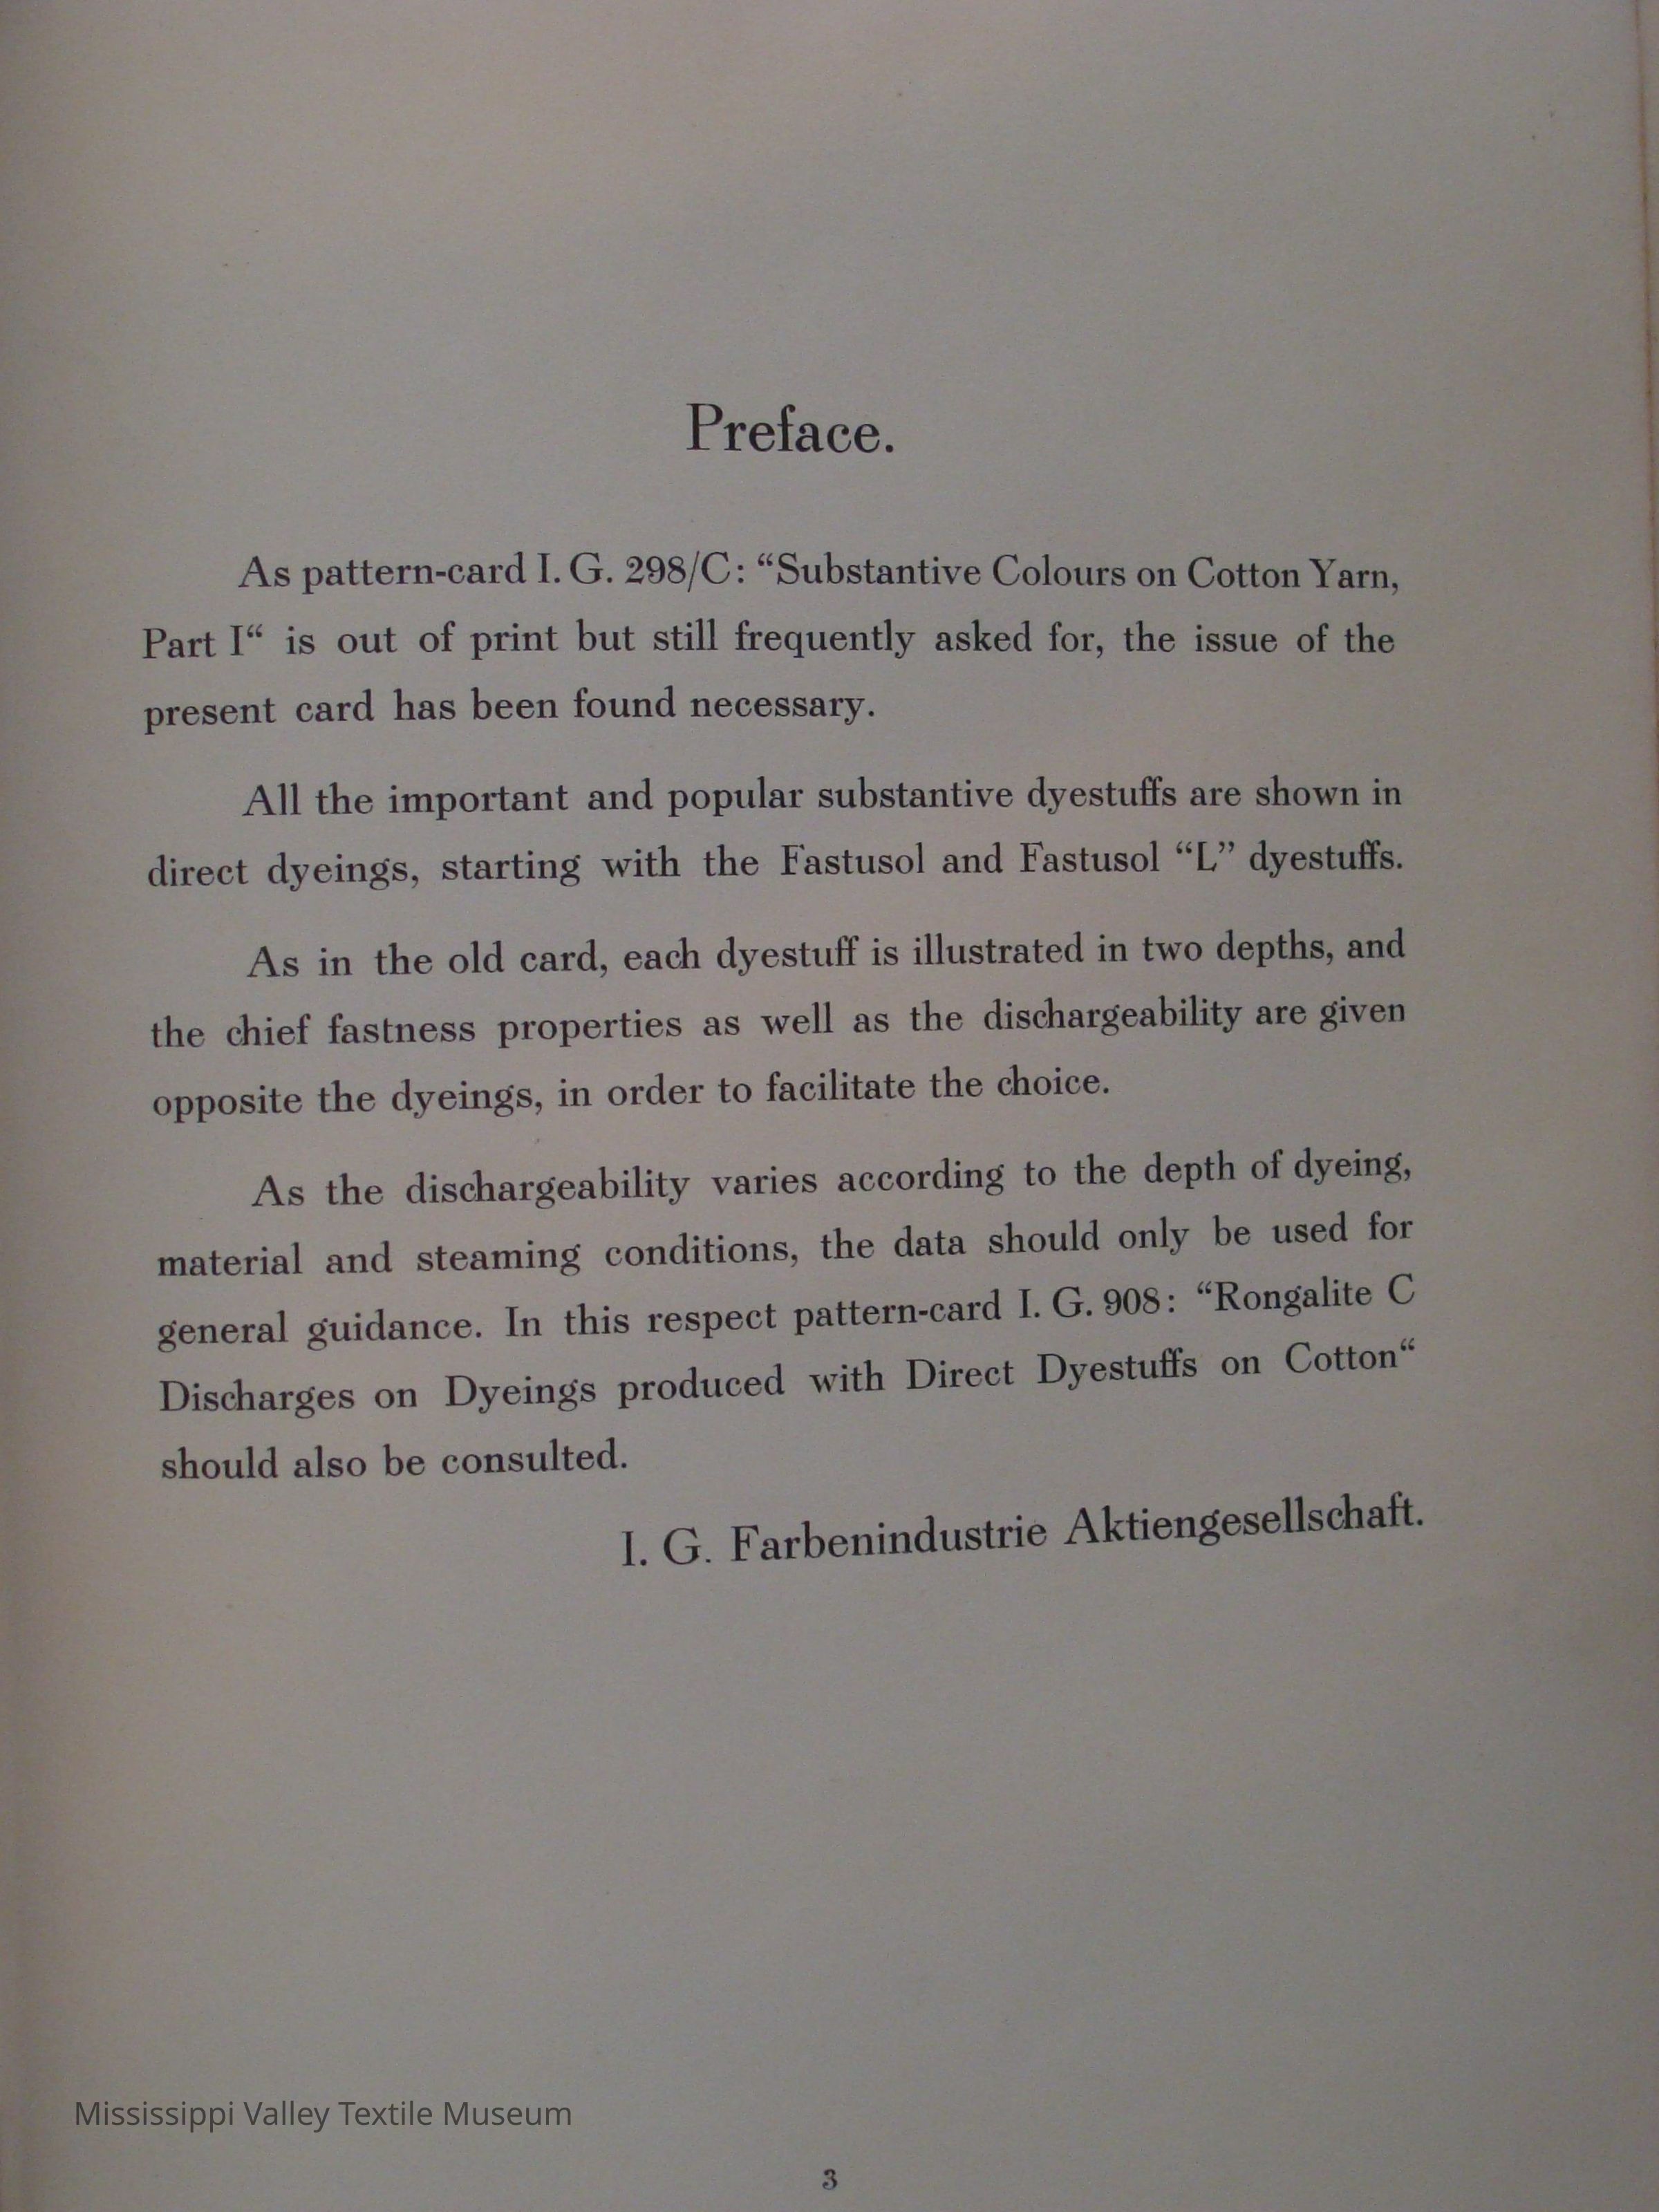 Preface.
As pattern-card I. G. 298/C: “Substantive Colours on Cotton Yarn,
Part I“ is out of print but still frequently asked for, the issue of the
present card has been found necessary.
All the important and popular substantive dyestuffs are shown in
direct dyeings, starting with the Fastusol and Fastusol “L” dyestuffs.
As in the old card, each dyestuff is illustrated in two depths, and
the chief fastness properties as well as the dischargeability are given
opposite the dyeings, in order to facilitate the choice.
As the dischargeability varies according to the depth of dyeing,
material and steaming conditions, the data should only be used for
general guidance. In this respect pattern-card I. G. 908: “Rongalite C
Discharges on Dyeings produced with Direct Dyestuffs on Cotton“
should also be consulted.
I. G. Farbenindustrie Aktiengesellschaft.
Mississippi Valley Textile Museum
3